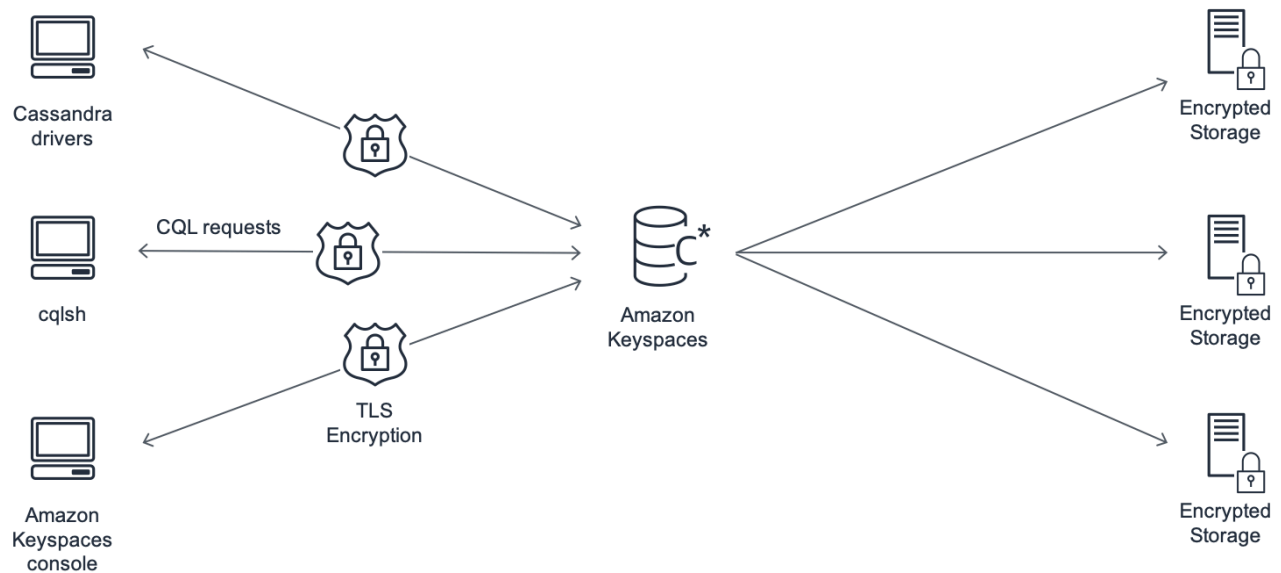 Cassandra
drivers
CQL requests
cqlsh
TLS
Encryption
Amazon
Keyspaces
console
C*
Amazon
Keyspaces
Encrypted
Storage
Encrypted
Storage
Encrypted
Storage